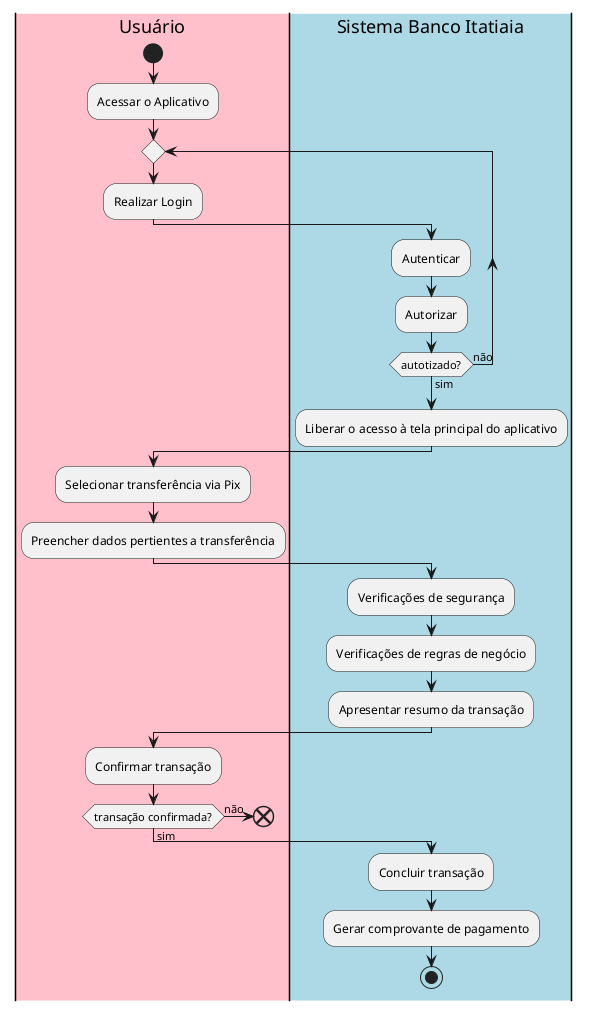 Usuário
Sistema Banco Itatiaia
Acessar o Aplicativo
Realizar Login
Autenticar
Autorizar
autotizado?
não
sim
Liberar o acesso à tela principal do aplicativo
Selecionar transferência via Pix
Preencher dados pertientes a transferência
Verificações de segurança
Verificações de regras de negócio
Apresentar resumo da transação
Confirmar transação
transação confirmada?
não
sim
Concluir transação
Gerar comprovante de pagamento